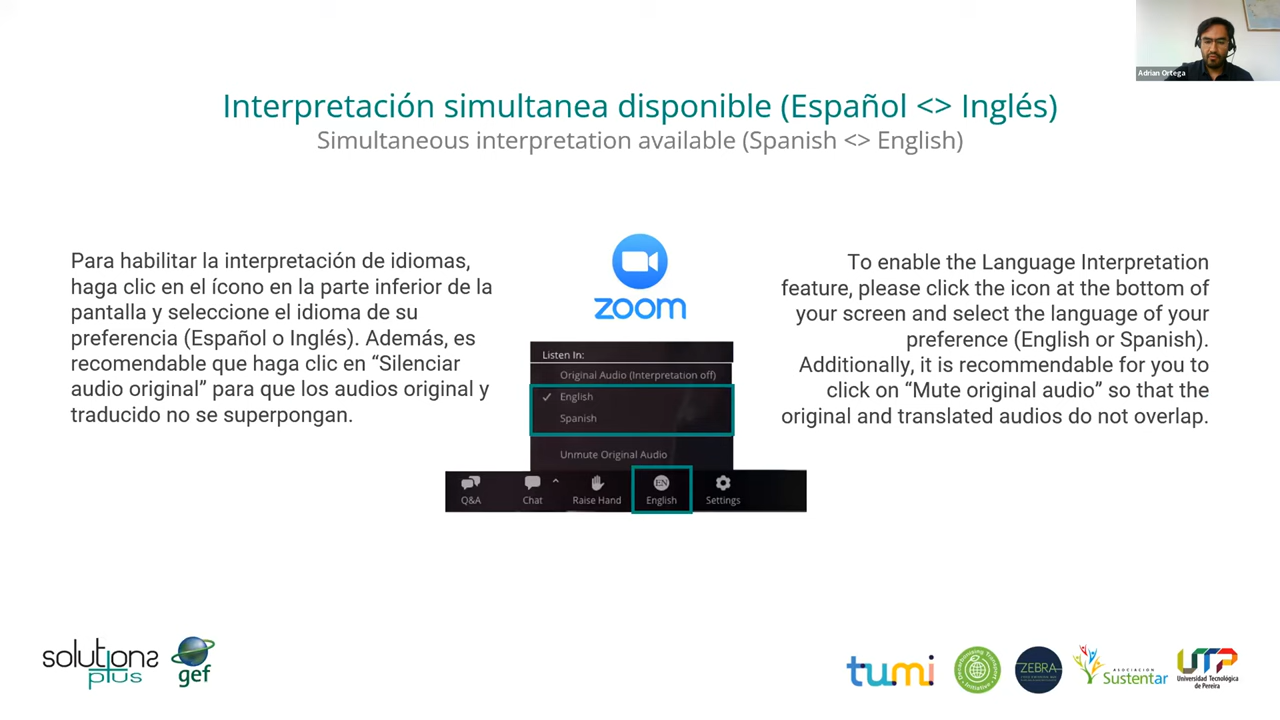 Adrian Ortega
Interpretación simultanea disponible (Español <> Inglés)
Simultaneous interpretation available (Spanish <> English)
Para habilitar la interpretación de idiomas,
haga clic en el ícono en la parte inferior de la
pantalla y seleccione el idioma de su
preferencia (Español o Inglés). Además, es
recomendable que haga clic en “Silenciar
audio original” para que los audios original y
traducido no se superpongan.
zoom
Listen In:
Original Audio (Interpretation off)
✓ English
Spanish
Unmute Original Audio
Q&A
Chat
Raise Hand
EN
English
Settings
To enable the Language Interpretation
feature, please click the icon at the bottom of
your screen and select the language of your
preference (English or Spanish).
Additionally, it is recommendable for you to
click on “Mute original audio” so that the
original and translated audios do not overlap.
solutions
plus
gef
tumi
Decarbonising Transport
Initiative
ZEBRA
ASOCIACIÓN
Sustentar
UTP
Universidad Tecnológica
de Pereira